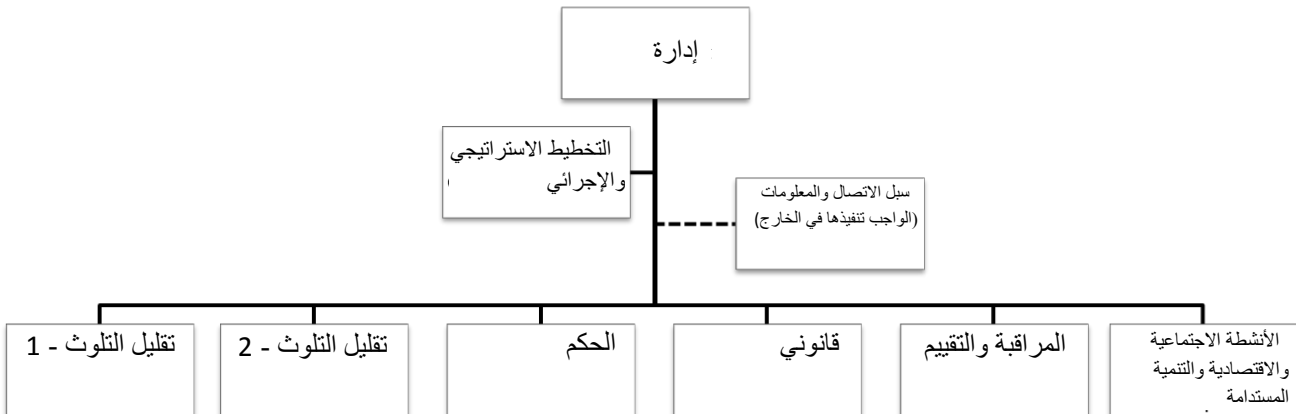 إدارة
التخطيط الاستراتيجي
والإجرائي
سبل الاتصال والمعلومات
(الواجب تنفيذها في الخارج)
الأنشطة الاجتماعية
والاقتصادية والتنمية
المستدامة
المراقبة والتقييم
قانوني
الحكم
تقليل التلوث - 2
تقليل التلوث - 1